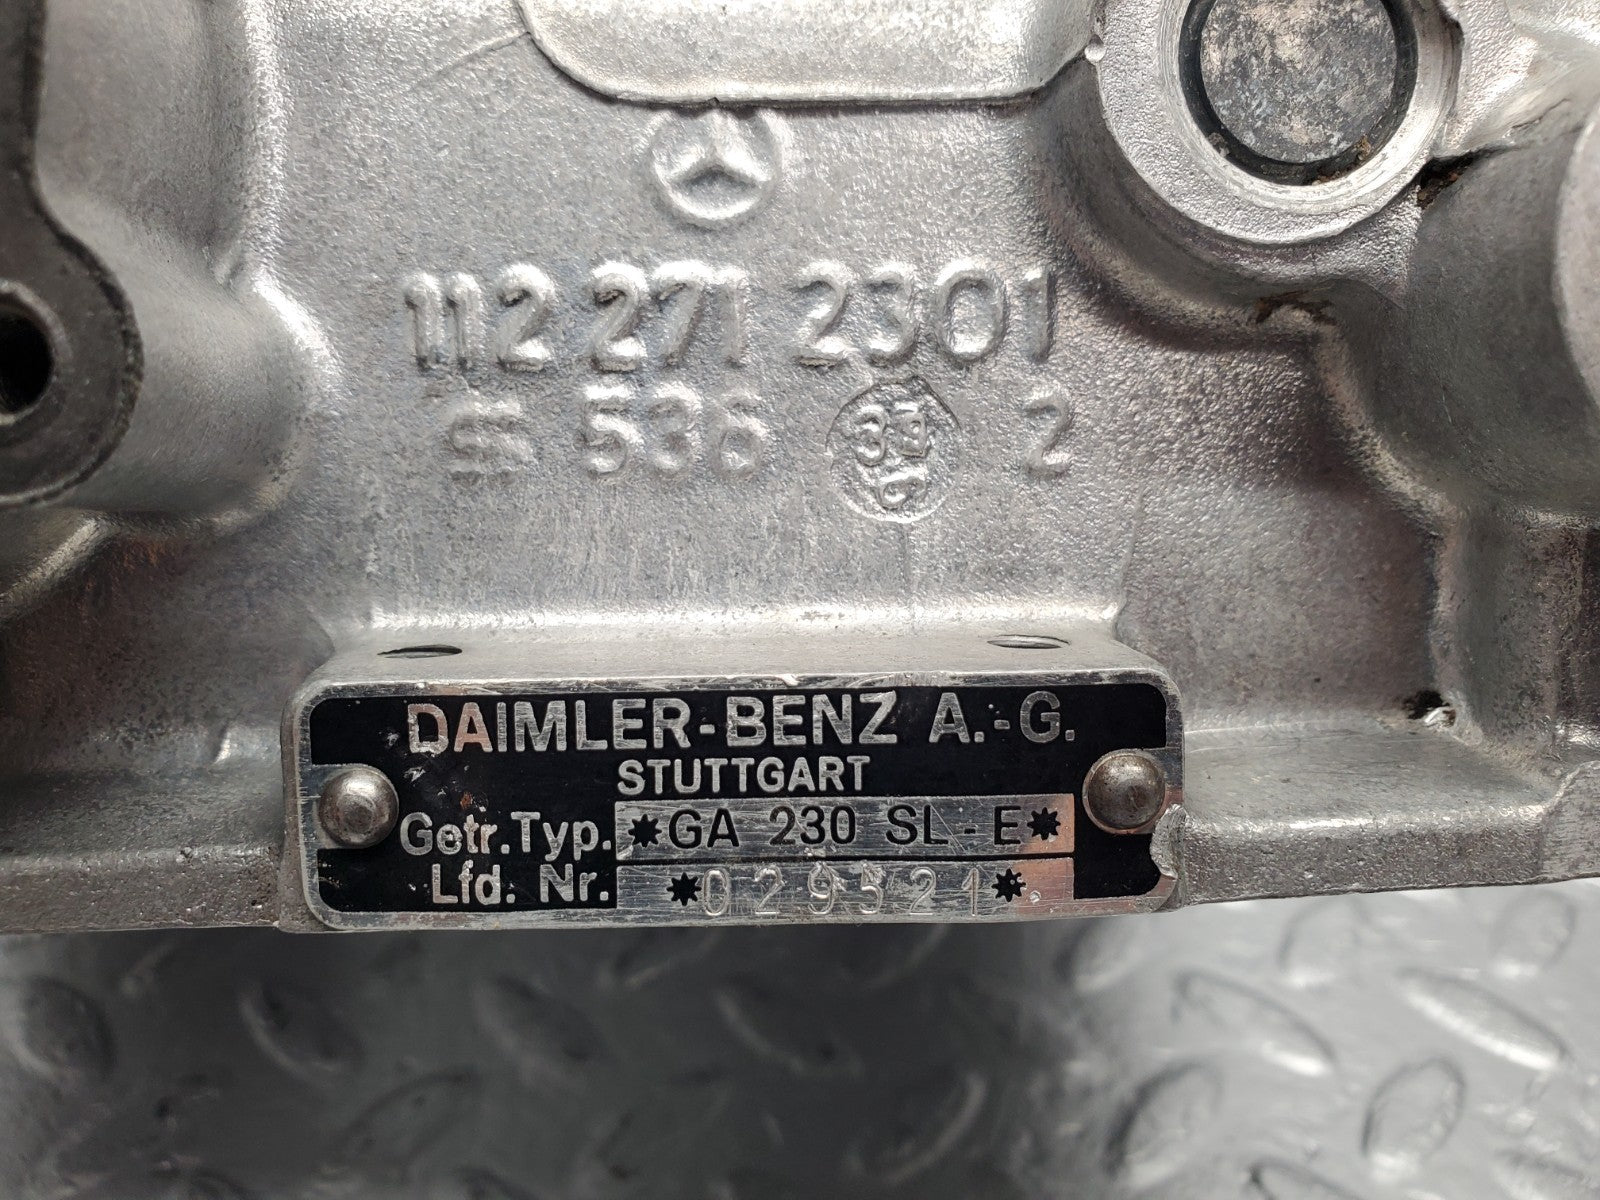 112 271 2301
S 536 2
DAIMLER-BENZ A.-G.
STUTTGART
Getr.Typ. *GA 230 SL-E*
Lfd. Nr. *029521*